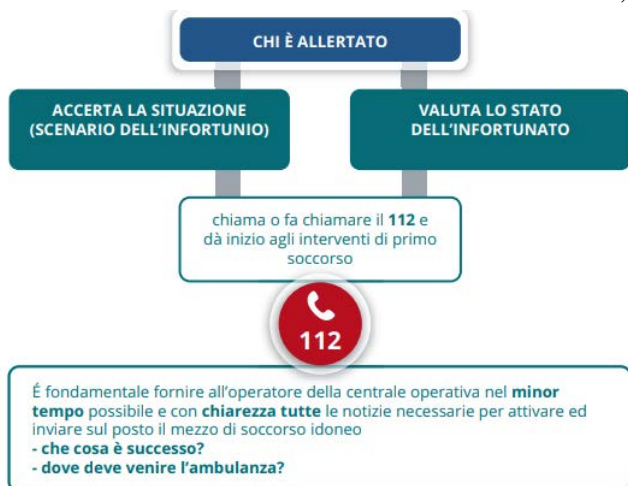 CHI È ALLERTATO
ACCERTA LA SITUAZIONE
(SCENARIO DELL'INFORTUNIO)
VALUTA LO STATO
DELL'INFORTUNATO
chiama o fa chiamare il 112 e
dà inizio agli interventi di primo
soccorso
112
É fondamentale fornire all'operatore della centrale operativa nel minor
tempo possibile e con chiarezza tutte le notizie necessarie per attivare ed
inviare sul posto il mezzo di soccorso idoneo
- che cosa è successo?
- dove deve venire l'ambulanza?